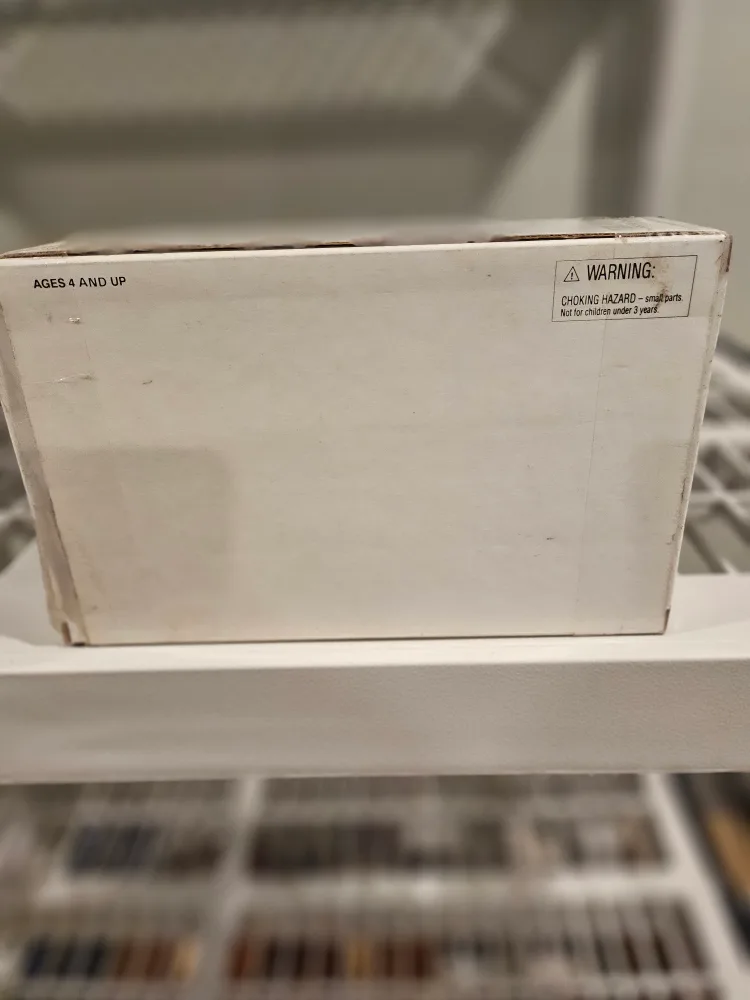 AGES 4 AND UP
⚠ WARNING:
CHOKING HAZARD – small parts.
Not for children under 3 years.